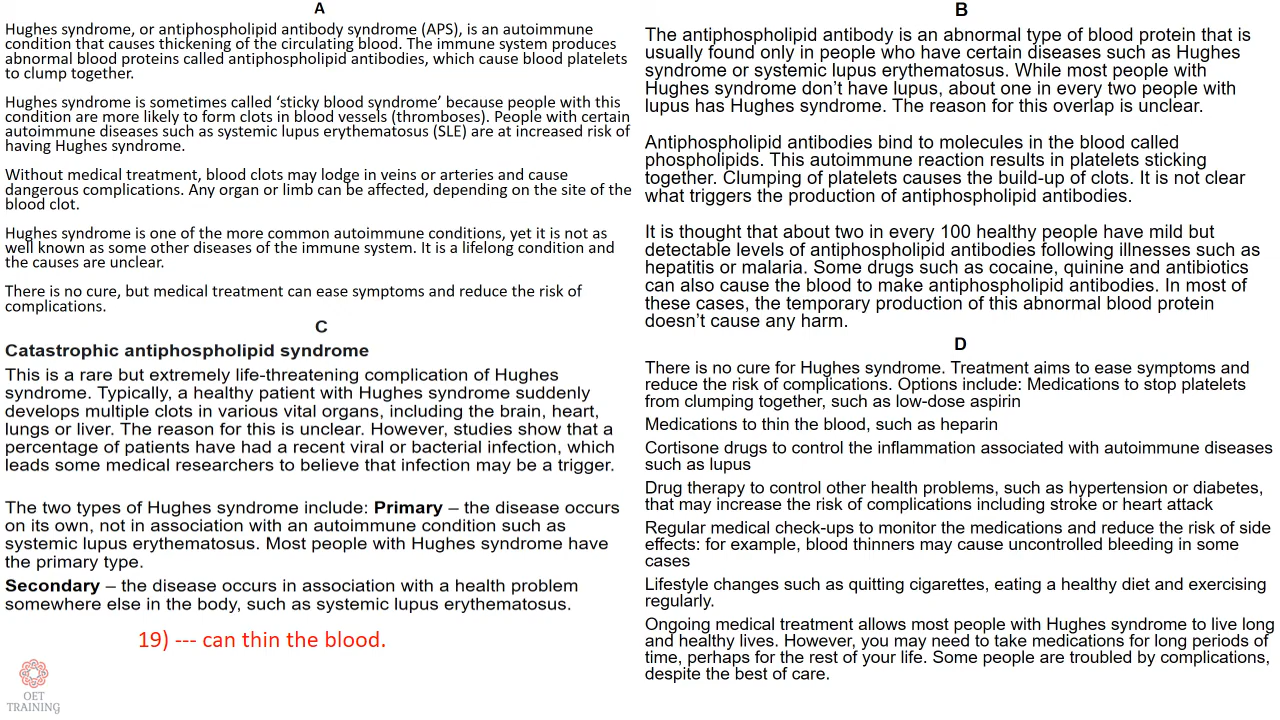 A
Hughes syndrome, or antiphospholipid antibody syndrome (APS), is an autoimmune
condition that causes thickening of the circulating blood. The immune system produces
abnormal blood proteins called antiphospholipid antibodies, which cause blood platelets
to clump together.
Hughes syndrome is sometimes called ‘sticky blood syndrome’ because people with this
condition are more likely to form clots in blood vessels (thromboses). People with certain
autoimmune diseases such as systemic lupus erythematosus (SLE) are at increased risk of
having Hughes syndrome.
Without medical treatment, blood clots may lodge in veins or arteries and cause
dangerous complications. Any organ or limb can be affected, depending on the site of the
blood clot.
Hughes syndrome is one of the more common autoimmune conditions, yet it is not as
well known as some other diseases of the immune system. It is a lifelong condition and
the causes are unclear.
There is no cure, but medical treatment can ease symptoms and reduce the risk of
complications.
B
The antiphospholipid antibody is an abnormal type of blood protein that is
usually found only in people who have certain diseases such as Hughes
syndrome or systemic lupus erythematosus. While most people with
Hughes syndrome don’t have lupus, about one in every two people with
lupus has Hughes syndrome. The reason for this overlap is unclear.
Antiphospholipid antibodies bind to molecules in the blood called
phospholipids. This autoimmune reaction results in platelets sticking
together. Clumping of platelets causes the build-up of clots. It is not clear
what triggers the production of antiphospholipid antibodies.
It is thought that about two in every 100 healthy people have mild but
detectable levels of antiphospholipid antibodies following illnesses such as
hepatitis or malaria. Some drugs such as cocaine, quinine and antibiotics
can also cause the blood to make antiphospholipid antibodies. In most of
these cases, the temporary production of this abnormal blood protein
doesn’t cause any harm.
C
Catastrophic antiphospholipid syndrome
This is a rare but extremely life-threatening complication of Hughes
syndrome. Typically, a healthy patient with Hughes syndrome suddenly
develops multiple clots in various vital organs, including the brain, heart,
lungs or liver. The reason for this is unclear. However, studies show that a
percentage of patients have had a recent viral or bacterial infection, which
leads some medical researchers to believe that infection may be a trigger.
The two types of Hughes syndrome include: Primary – the disease occurs
on its own, not in association with an autoimmune condition such as
systemic lupus erythematosus. Most people with Hughes syndrome have
the primary type.
Secondary – the disease occurs in association with a health problem
somewhere else in the body, such as systemic lupus erythematosus.
19) --- can thin the blood.
OET
TRAINING
D
There is no cure for Hughes syndrome. Treatment aims to ease symptoms and
reduce the risk of complications. Options include: Medications to stop platelets
from clumping together, such as low-dose aspirin
Medications to thin the blood, such as heparin
Cortisone drugs to control the inflammation associated with autoimmune diseases
such as lupus
Drug therapy to control other health problems, such as hypertension or diabetes,
that may increase the risk of complications including stroke or heart attack
Regular medical check-ups to monitor the medications and reduce the risk of side
effects: for example, blood thinners may cause uncontrolled bleeding in some
cases
Lifestyle changes such as quitting cigarettes, eating a healthy diet and exercising
regularly.
Ongoing medical treatment allows most people with Hughes syndrome to live long
and healthy lives. However, you may need to take medications for long periods of
time, perhaps for the rest of your life. Some people are troubled by complications,
despite the best of care.